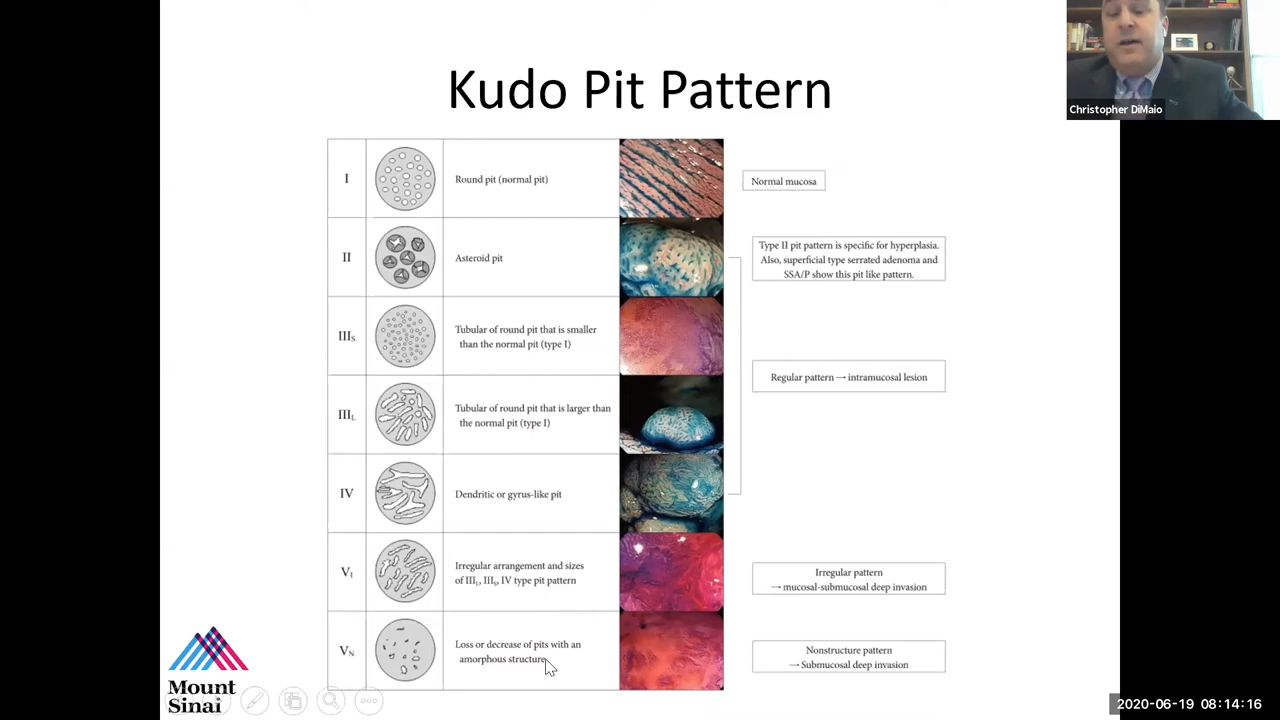 Kudo Pit Pattern
Christopher DiMaio
I
Round pit (normal pit)
Normal mucosa
II
Asteroid pit
Type II pit pattern is specific for hyperplasia.
Also, superficial type serrated adenoma and
SSA/P show this pit like pattern.
IIIS
Tubular of round pit that is smaller
than the normal pit (type I)
Regular pattern → intramucosal lesion
IIIL
Tubular of round pit that is larger than
the normal pit (type I)
IV
Dendritic or gyrus-like pit
VI
Irregular arrangement and sizes
of IIIL, IIIS, IV type pit pattern
Irregular pattern
→ mucosal-submucosal deep invasion
VN
Loss or decrease of pits with an
amorphous structure
Nonstructure pattern
→ Submucosal deep invasion
Mount
Sinai
2020-06-19 08:14:16